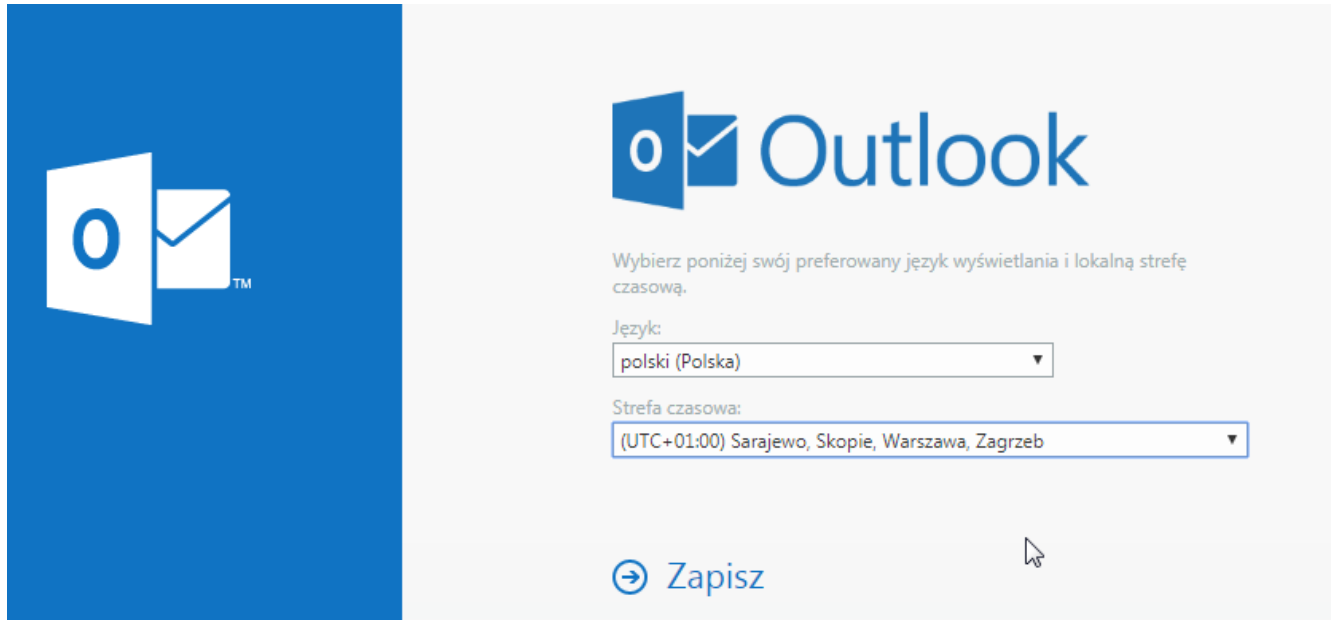 O
TM
O
Outlook
Wybierz poniżej swój preferowany język wyświetlania i lokalną strefę
czasową.
Język:
polski (Polska)
Strefa czasowa:
(UTC+01:00) Sarajewo, Skopie, Warszawa, Zagrzeb
Zapisz